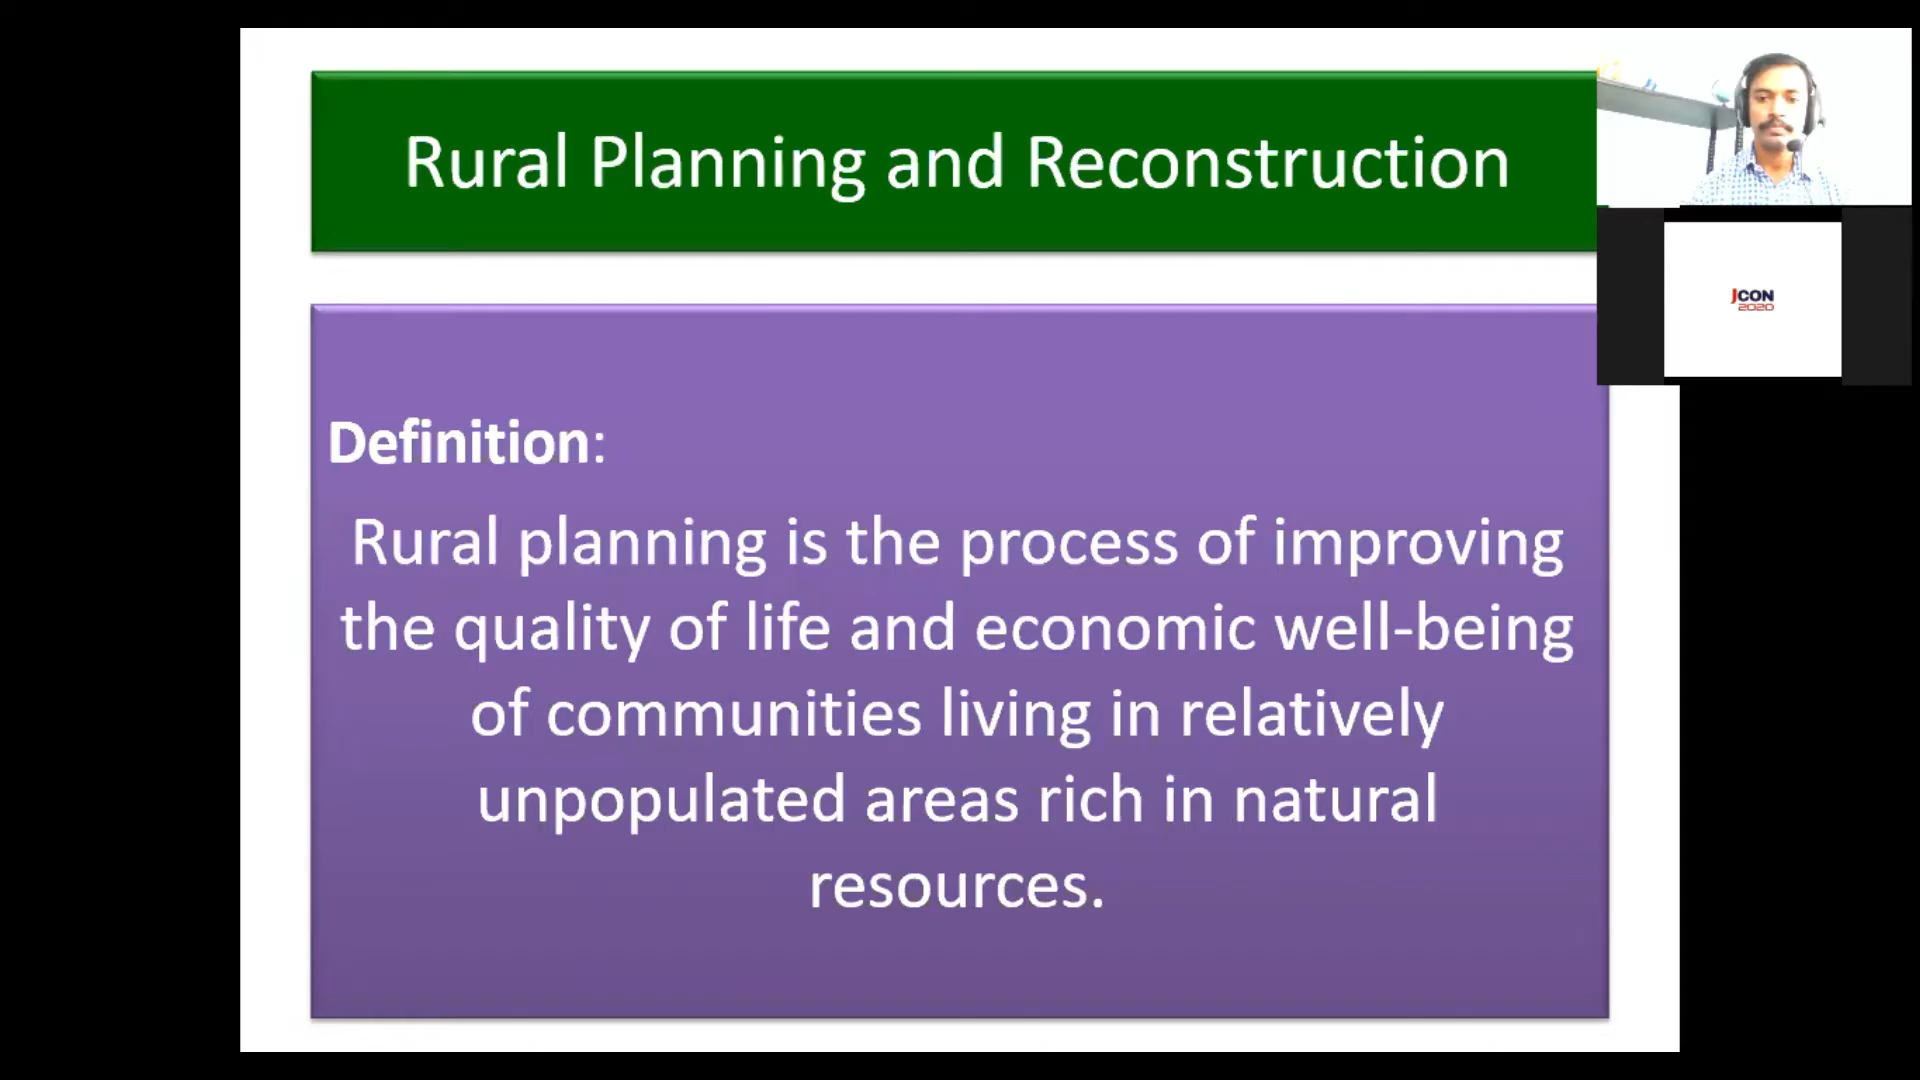 Rural Planning and Reconstruction
Definition:
Rural planning is the process of improving
the quality of life and economic well-being
of communities living in relatively
unpopulated areas rich in natural
resources.
JCON
2020